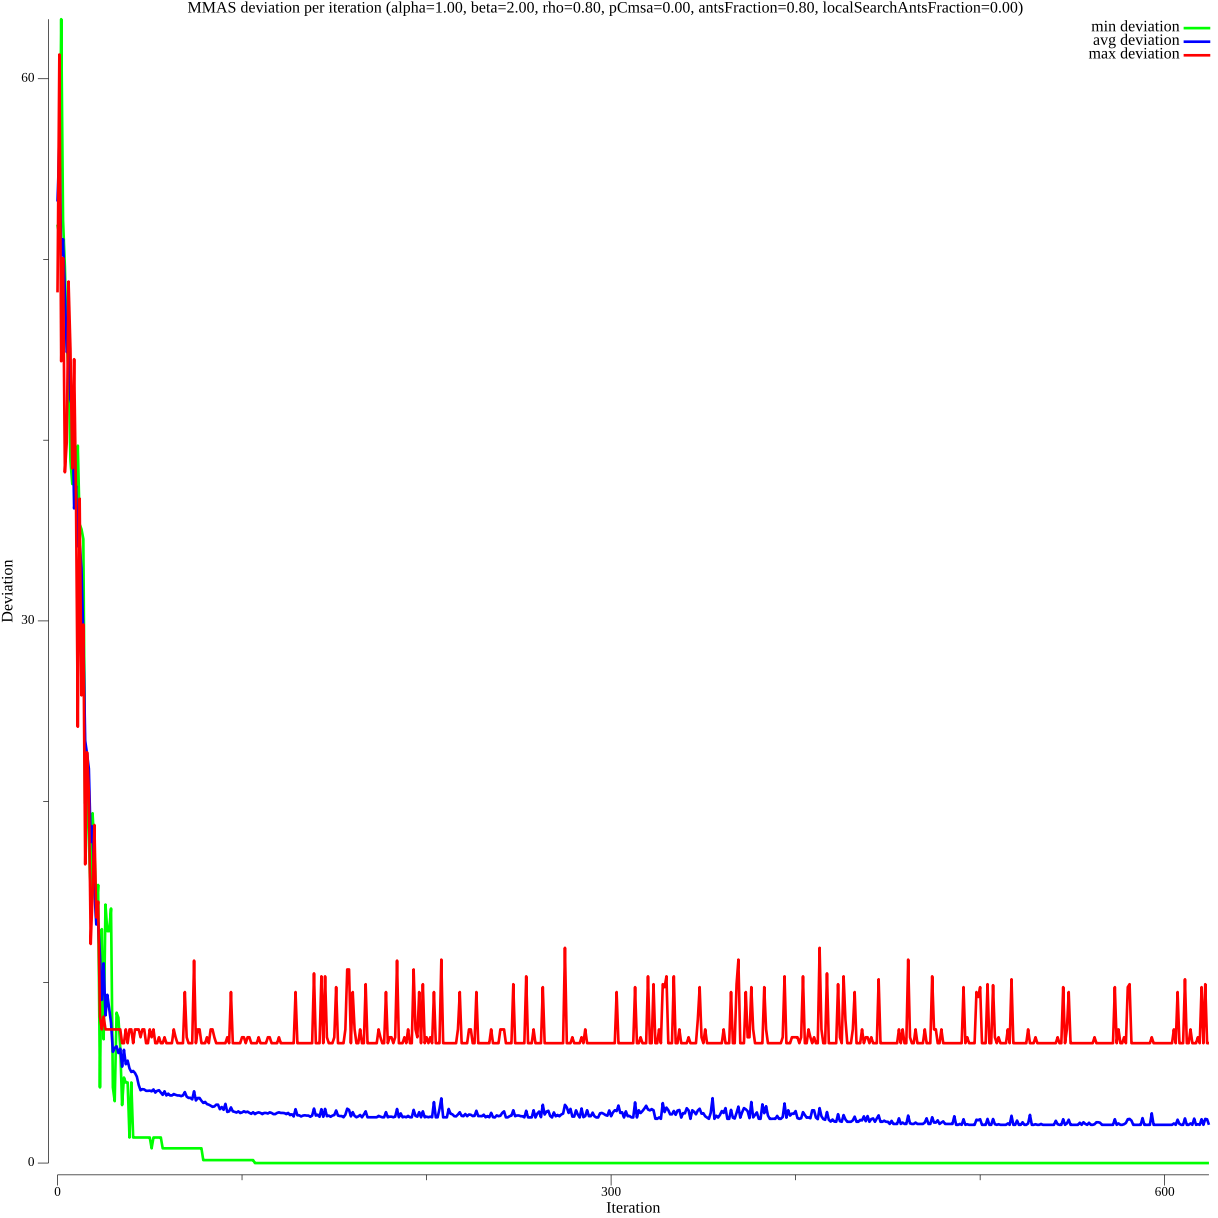 MMAS deviation per iteration (alpha=1.00, beta=2.00, rho=0.80, pCmsa=0.00, antsFraction=0.80, localSearchAntsFraction=0.00)
min deviation
avg deviation
max deviation
60
30
0
Deviation
0
300
600
Iteration